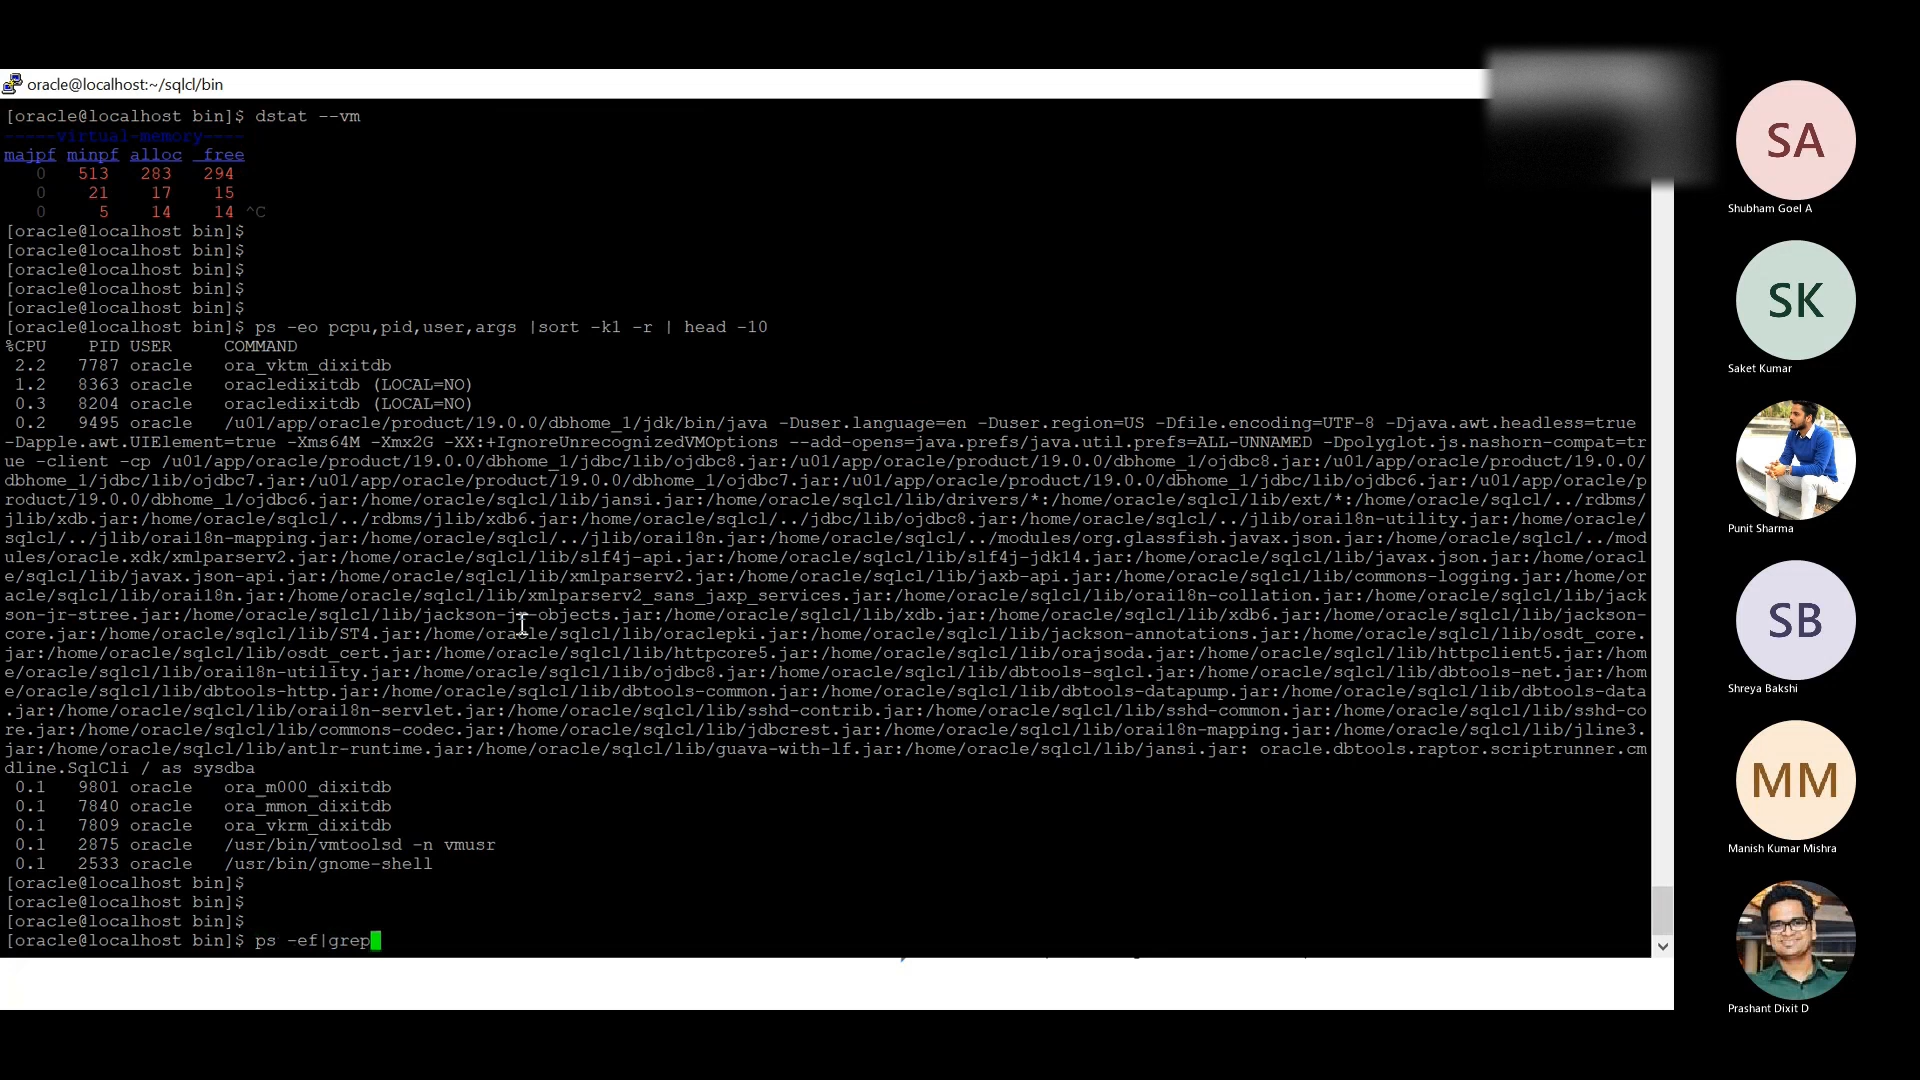 oracle@localhost:~/sqlcl/bin
[oracle@localhost bin]$ dstat --vm
-----virtual-memory----
majpf minpf alloc  free
0   513   283   294
0    21    17    15
0     5    14    14 ^C
[oracle@localhost bin]$
[oracle@localhost bin]$
[oracle@localhost bin]$
[oracle@localhost bin]$
[oracle@localhost bin]$
[oracle@localhost bin]$ ps -eo pcpu,pid,user,args |sort -k1 -r | head -10
%CPU    PID USER     COMMAND
2.2   7787 oracle   ora_vktm_dixitdb
1.2   8363 oracle   oracledixitdb (LOCAL=NO)
0.3   8204 oracle   oracledixitdb (LOCAL=NO)
0.2   9495 oracle   /u01/app/oracle/product/19.0.0/dbhome_1/jdk/bin/java -Duser.language=en -Duser.region=US -Dfile.encoding=UTF-8 -Djava.awt.headless=true
-Dapple.awt.UIElement=true -Xms64M -Xmx2G -XX:+IgnoreUnrecognizedVMOptions --add-opens=java.prefs/java.util.prefs=ALL-UNNAMED -Dpolyglot.js.nashorn-compat=tr
ue -client -cp /u01/app/oracle/product/19.0.0/dbhome_1/jdbc/lib/ojdbc8.jar:/u01/app/oracle/product/19.0.0/dbhome_1/ojdbc8.jar:/u01/app/oracle/product/19.0.0/
dbhome_1/jdbc/lib/ojdbc7.jar:/u01/app/oracle/product/19.0.0/dbhome_1/ojdbc7.jar:/u01/app/oracle/product/19.0.0/dbhome_1/jdbc/lib/ojdbc6.jar:/u01/app/oracle/p
roduct/19.0.0/dbhome_1/ojdbc6.jar:/home/oracle/sqlcl/lib/jansi.jar:/home/oracle/sqlcl/lib/drivers/*:/home/oracle/sqlcl/lib/ext/*:/home/oracle/sqlcl/../rdbms/
jlib/xdb.jar:/home/oracle/sqlcl/../rdbms/jlib/xdb6.jar:/home/oracle/sqlcl/../jdbc/lib/ojdbc8.jar:/home/oracle/sqlcl/../jlib/orai18n-utility.jar:/home/oracle/
sqlcl/../jlib/orai18n-mapping.jar:/home/oracle/sqlcl/../jlib/orai18n.jar:/home/oracle/sqlcl/../modules/org.glassfish.javax.json.jar:/home/oracle/sqlcl/../mod
ules/oracle.xdk/xmlparserv2.jar:/home/oracle/sqlcl/lib/slf4j-api.jar:/home/oracle/sqlcl/lib/slf4j-jdk14.jar:/home/oracle/sqlcl/lib/javax.json.jar:/home/oracl
e/sqlcl/lib/javax.json-api.jar:/home/oracle/sqlcl/lib/xmlparserv2.jar:/home/oracle/sqlcl/lib/jaxb-api.jar:/home/oracle/sqlcl/lib/commons-logging.jar:/home/or
acle/sqlcl/lib/orai18n.jar:/home/oracle/sqlcl/lib/xmlparserv2_sans_jaxp_services.jar:/home/oracle/sqlcl/lib/orai18n-collation.jar:/home/oracle/sqlcl/lib/jack
son-jr-stree.jar:/home/oracle/sqlcl/lib/jackson-jr-objects.jar:/home/oracle/sqlcl/lib/xdb.jar:/home/oracle/sqlcl/lib/xdb6.jar:/home/oracle/sqlcl/lib/jackson-
core.jar:/home/oracle/sqlcl/lib/ST4.jar:/home/oracle/sqlcl/lib/oraclepki.jar:/home/oracle/sqlcl/lib/jackson-annotations.jar:/home/oracle/sqlcl/lib/osdt_core.
jar:/home/oracle/sqlcl/lib/osdt_cert.jar:/home/oracle/sqlcl/lib/httpcore5.jar:/home/oracle/sqlcl/lib/orajsoda.jar:/home/oracle/sqlcl/lib/httpclient5.jar:/hom
e/oracle/sqlcl/lib/orai18n-utility.jar:/home/oracle/sqlcl/lib/ojdbc8.jar:/home/oracle/sqlcl/lib/dbtools-sqlcl.jar:/home/oracle/sqlcl/lib/dbtools-net.jar:/hom
e/oracle/sqlcl/lib/dbtools-http.jar:/home/oracle/sqlcl/lib/dbtools-common.jar:/home/oracle/sqlcl/lib/dbtools-datapump.jar:/home/oracle/sqlcl/lib/dbtools-data
.jar:/home/oracle/sqlcl/lib/orai18n-servlet.jar:/home/oracle/sqlcl/lib/sshd-contrib.jar:/home/oracle/sqlcl/lib/sshd-common.jar:/home/oracle/sqlcl/lib/sshd-co
re.jar:/home/oracle/sqlcl/lib/commons-codec.jar:/home/oracle/sqlcl/lib/jdbcrest.jar:/home/oracle/sqlcl/lib/orai18n-mapping.jar:/home/oracle/sqlcl/lib/jline3.
jar:/home/oracle/sqlcl/lib/antlr-runtime.jar:/home/oracle/sqlcl/lib/guava-with-lf.jar:/home/oracle/sqlcl/lib/jansi.jar: oracle.dbtools.raptor.scriptrunner.cm
dline.SqlCli / as sysdba
0.1   9801 oracle   ora_m000_dixitdb
0.1   7840 oracle   ora_mmon_dixitdb
0.1   7809 oracle   ora_vkrm_dixitdb
0.1   2875 oracle   /usr/bin/vmtoolsd -n vmusr
0.1   2533 oracle   /usr/bin/gnome-shell
[oracle@localhost bin]$
[oracle@localhost bin]$
[oracle@localhost bin]$
[oracle@localhost bin]$ ps -ef|grep
SA
Shubham Goel A
SK
Saket Kumar
Punit Sharma
SB
Shreya Bakshi
MM
Manish Kumar Mishra
Prashant Dixit D